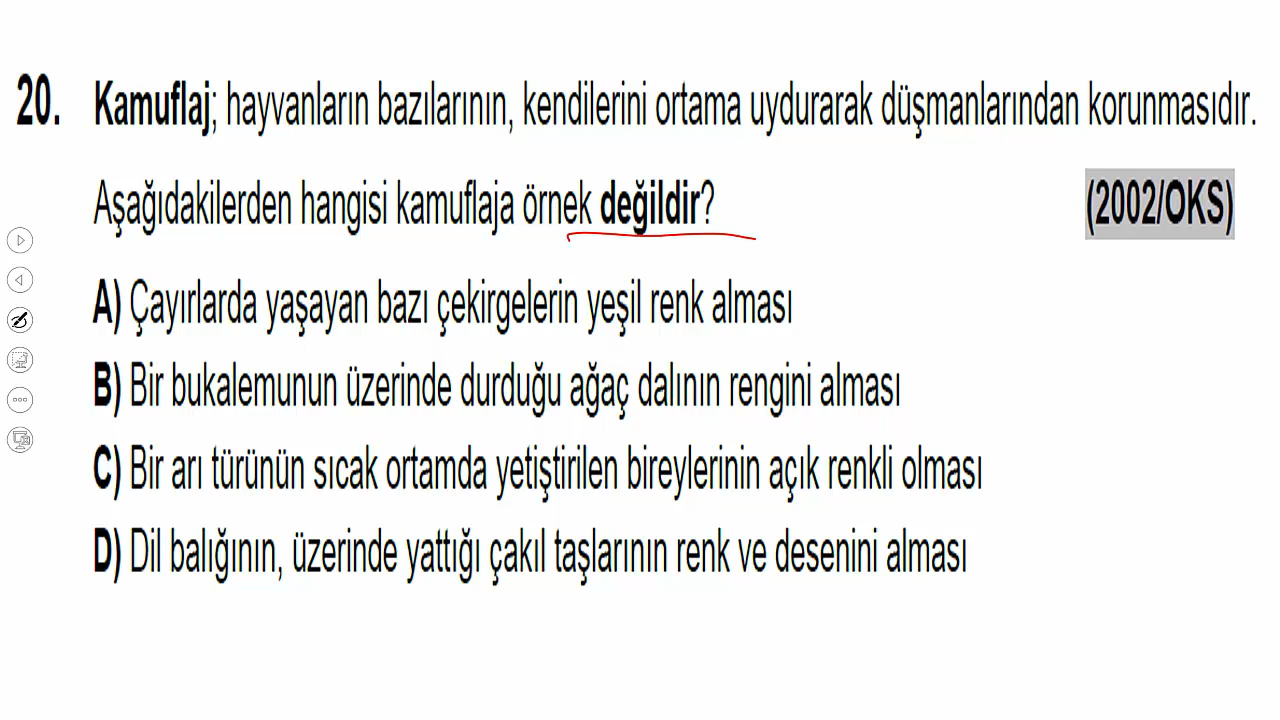 20. Kamuflaj; hayvanların bazılarının, kendilerini ortama uydurarak düşmanlarından korunmasıdır.
Aşağıdakilerden hangisi kamuflaja örnek değildir? (2002/OKS)
A) Çayırlarda yaşayan bazı çekirgelerin yeşil renk alması
B) Bir bukalemunun üzerinde durduğu ağaç dalının rengini alması
C) Bir arı türünün sıcak ortamda yetiştirilen bireylerinin açık renkli olması
D) Dil balığının, üzerinde yattığı çakıl taşlarının renk ve desenini alması